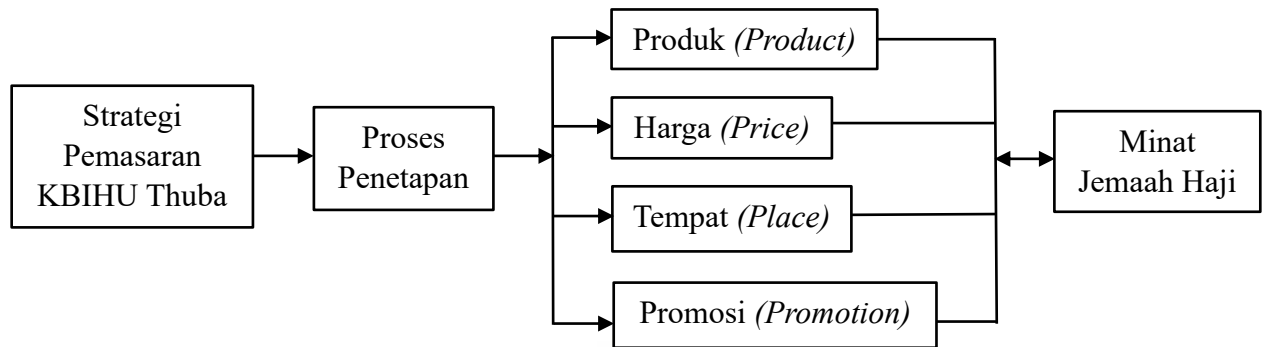 Strategi
Pemasaran
KBIHU Thuba
Proses
Penetapan
Produk (Product)
Harga (Price)
Tempat (Place)
Promosi (Promotion)
Minat
Jemaah Haji